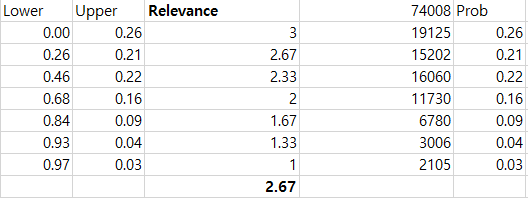 Lower Upper Relevance 74008 Prob
0.00 0.26 3 19125 0.26
0.26 0.21 2.67 15202 0.21
0.46 0.22 2.33 16060 0.22
0.68 0.16 2 11730 0.16
0.84 0.09 1.67 6780 0.09
0.93 0.04 1.33 3006 0.04
0.97 0.03 1 2105 0.03
2.67